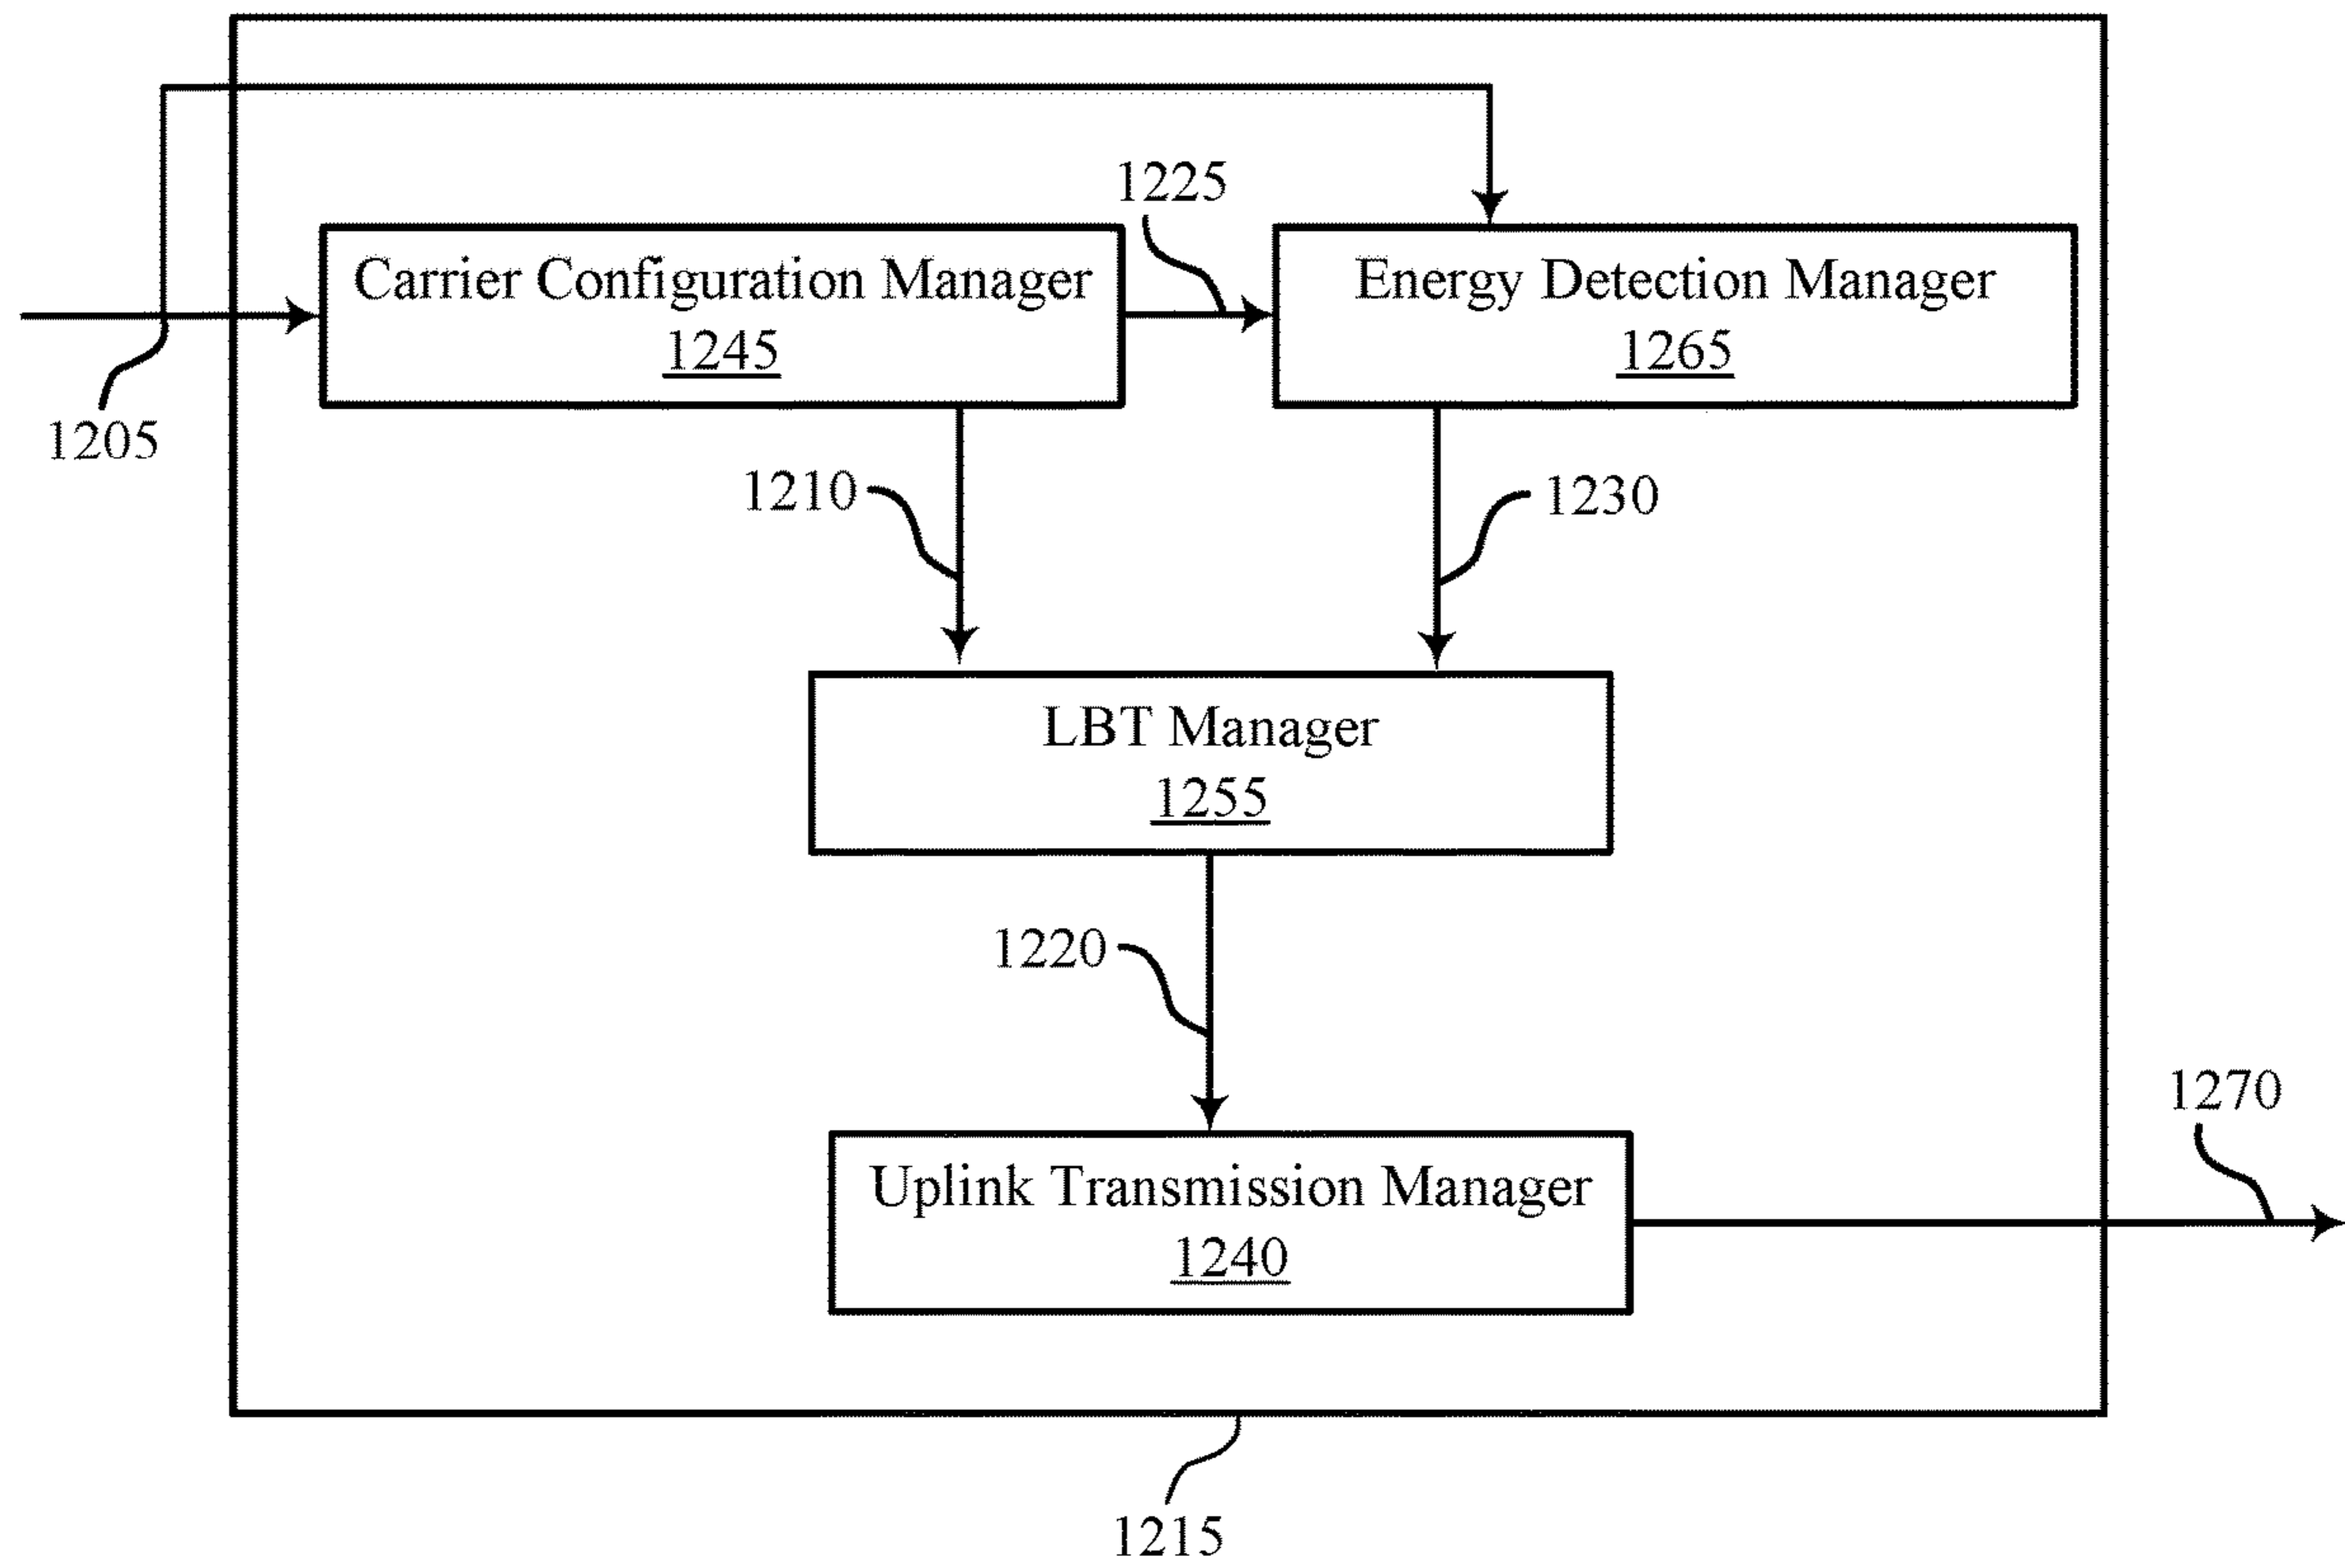 1225
Carrier Configuration Manager
1245
Energy Detection Manager
1265
1205
1210
1230
LBT Manager
1255
1220
1270
Uplink Transmission Manager
1240
1215